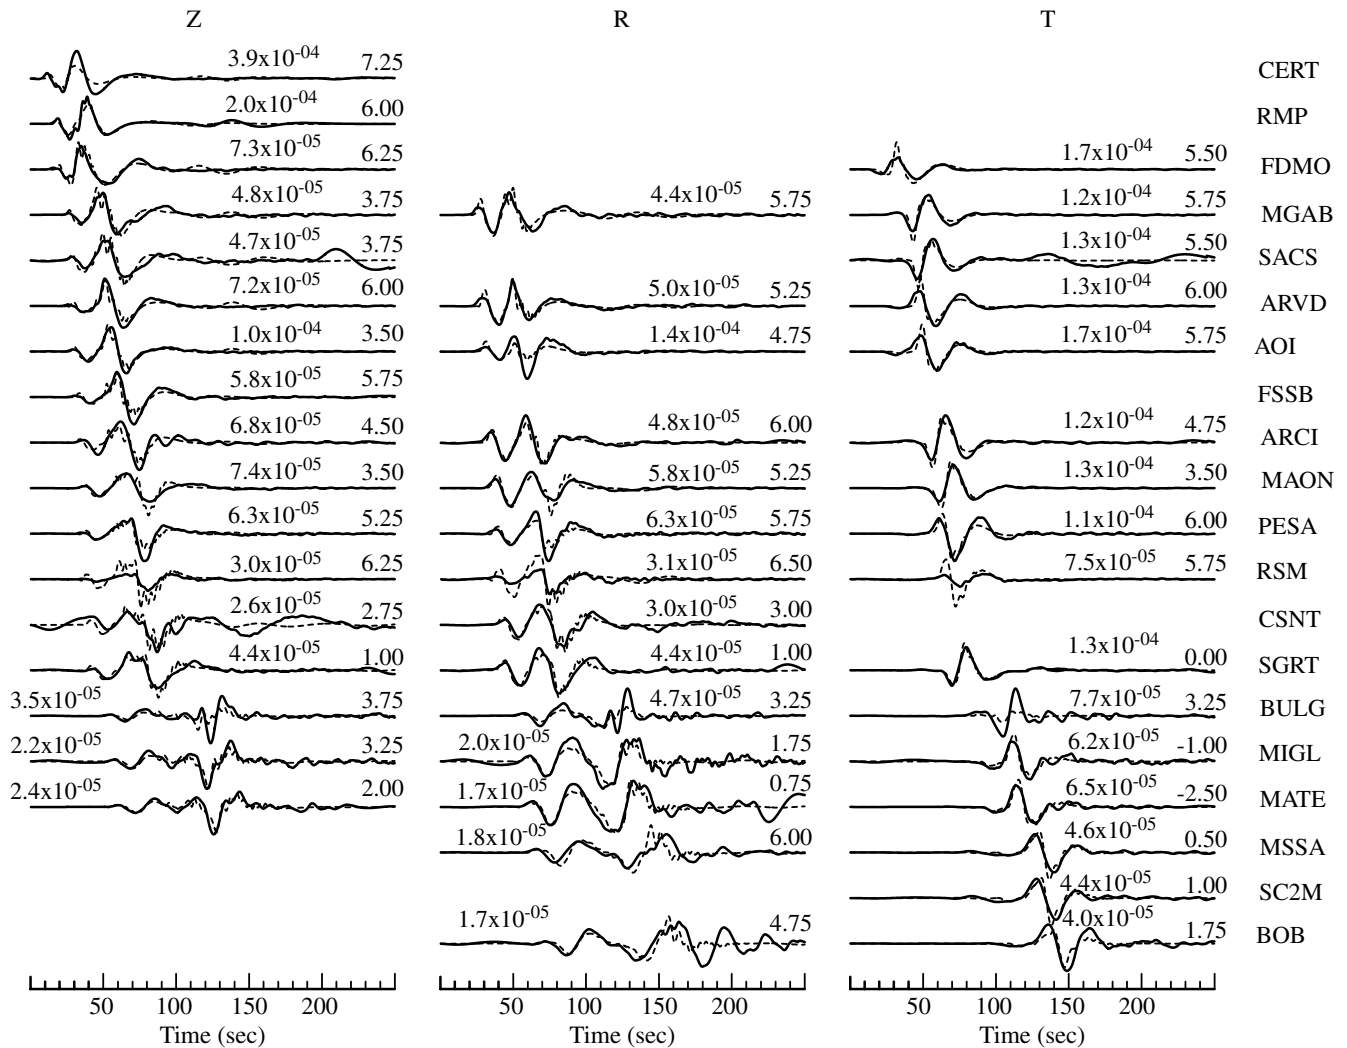 Z R T
3.9x10-04 7.25 CERT
2.0x10-04 6.00 RMP
7.3x10-05 6.25 1.7x10-04 5.50 FDMO
4.8x10-05 3.75 4.4x10-05 5.75 1.2x10-04 5.75 MGAB
4.7x10-05 3.75 1.3x10-04 5.50 SACS
7.2x10-05 6.00 5.0x10-05 5.25 1.3x10-04 6.00 ARVD
1.0x10-04 3.50 1.4x10-04 4.75 1.7x10-04 5.75 AOI
5.8x10-05 5.75 FSSB
6.8x10-05 4.50 4.8x10-05 6.00 1.2x10-04 4.75 ARCI
7.4x10-05 3.50 5.8x10-05 5.25 1.3x10-04 3.50 MAON
6.3x10-05 5.25 6.3x10-05 5.75 1.1x10-04 6.00 PESA
3.0x10-05 6.25 3.1x10-05 6.50 7.5x10-05 5.75 RSM
2.6x10-05 2.75 3.0x10-05 3.00 CSNT
4.4x10-05 1.00 4.4x10-05 1.00 1.3x10-04 0.00 SGRT
3.5x10-05 3.75 4.7x10-05 3.25 7.7x10-05 3.25 BULG
2.2x10-05 3.25 2.0x10-05 1.75 6.2x10-05 -1.00 MIGL
2.4x10-05 2.00 1.7x10-05 0.75 6.5x10-05 -2.50 MATE
1.8x10-05 6.00 4.6x10-05 0.50 MSSA
4.4x10-05 1.00 SC2M
1.7x10-05 4.75 4.0x10-05 1.75 BOB
50 100 150 200 50 100 150 200 50 100 150 200
Time (sec) Time (sec) Time (sec)